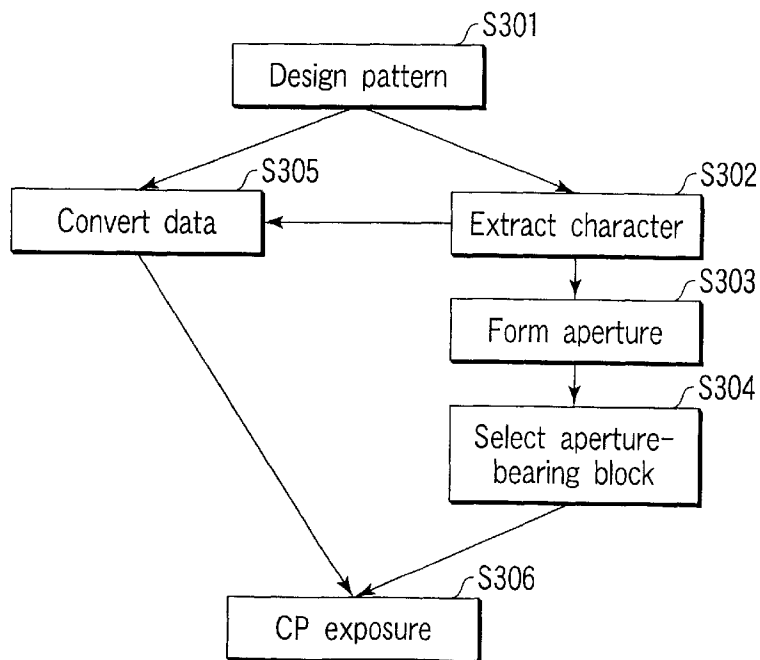 S301
Design pattern
S305
Convert data
S302
Extract character
S303
Form aperture
S304
Select aperture-
bearing block
S306
CP exposure